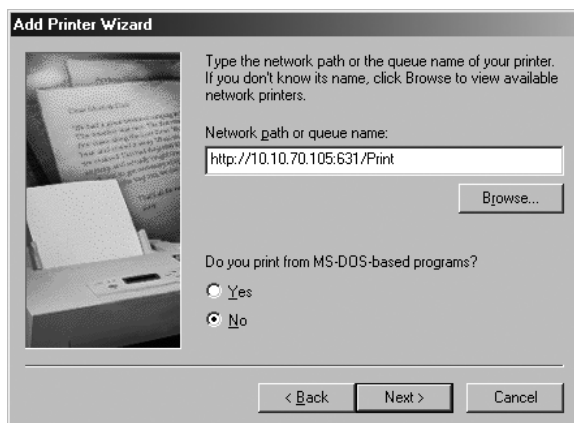 Add Printer Wizard
Type the network path or the queue name of your printer.
If you don't know its name, click Browse to view available
network printers.
Network path or queue name:
http://10.10.70.105:631/Print
Browse...
Do you print from MS-DOS-based programs?
Yes
No
< Back
Next >
Cancel